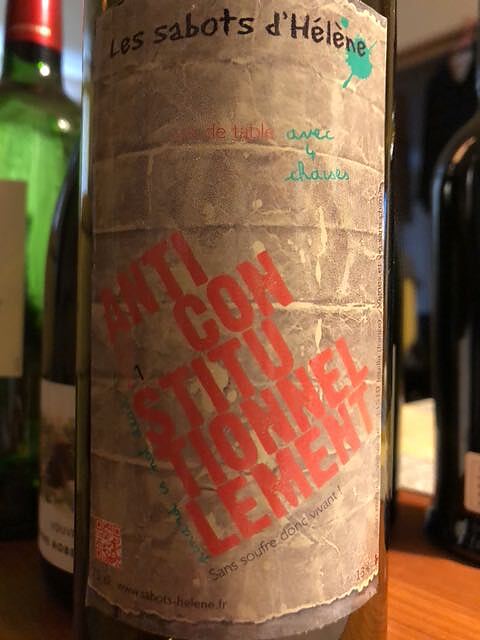 Les sabots d'Hélène
de table avec
4
chaises
ANTI
CON
STITU
TIONNEL
LEMENT
Sans soufre donc vivant !
www.sabots-helene.fr